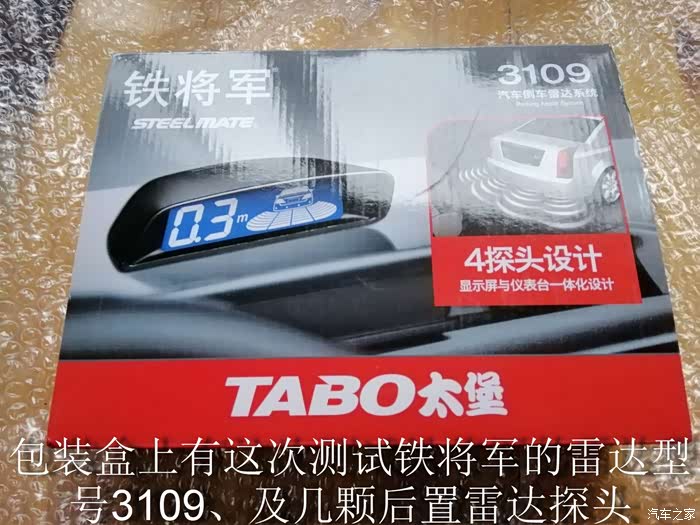 铁将军
STEELMATE
3109
汽车倒车雷达系统
Parking Assist System
0.3m
4探头设计
显示屏与仪表台一体化设计
TABO太堡
包装盒上有这次测试铁将军的雷达型
号3109、及几颗后置雷达探头
汽车之家